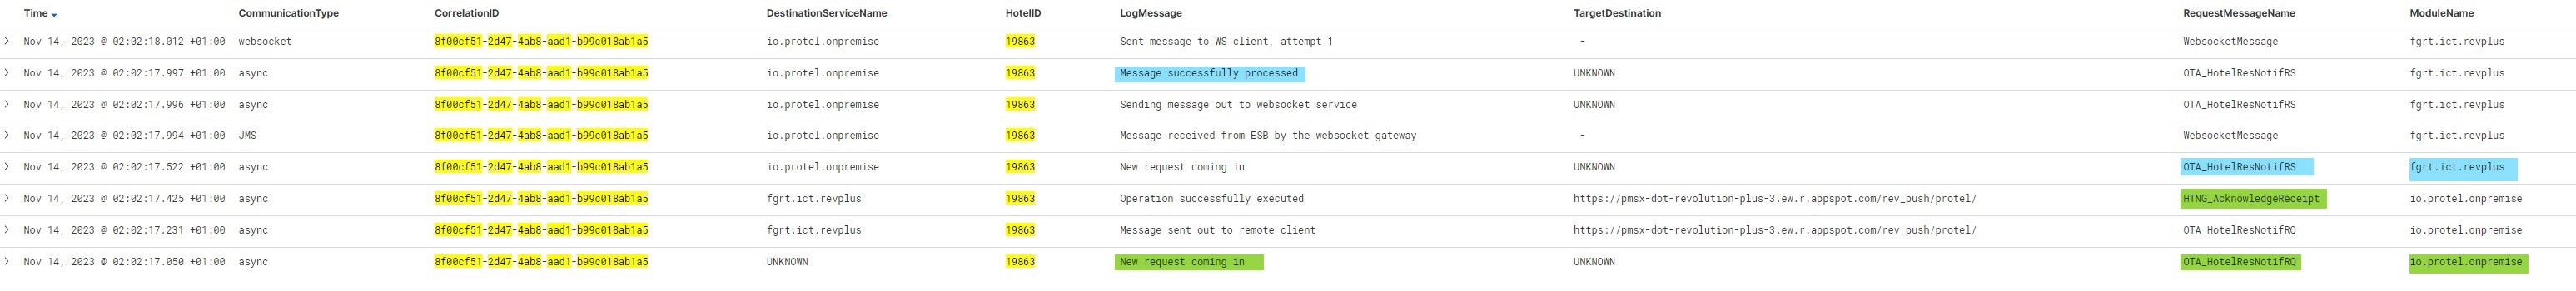 Time CommunicationType CorrelationID DestinationServiceName HotelID LogMessage TargetDestination RequestMessageName ModuleName
Nov 14, 2023 @ 02:02:18.012 +01:00 websocket 8f00cf51-2d47-4ab8-aad1-b99c018ab1a5 io.protel.onpremise 19863 Sent message to WS client, attempt 1 - WebsocketMessage fgrt.ict.revplus
Nov 14, 2023 @ 02:02:17.997 +01:00 async 8f00cf51-2d47-4ab8-aad1-b99c018ab1a5 io.protel.onpremise 19863 Message successfully processed UNKNOWN OTA_HotelResNotifRS fgrt.ict.revplus
Nov 14, 2023 @ 02:02:17.996 +01:00 async 8f00cf51-2d47-4ab8-aad1-b99c018ab1a5 io.protel.onpremise 19863 Sending message out to websocket service UNKNOWN OTA_HotelResNotifRS fgrt.ict.revplus
Nov 14, 2023 @ 02:02:17.994 +01:00 JMS 8f00cf51-2d47-4ab8-aad1-b99c018ab1a5 io.protel.onpremise 19863 Message received from ESB by the websocket gateway - WebsocketMessage fgrt.ict.revplus
Nov 14, 2023 @ 02:02:17.522 +01:00 async 8f00cf51-2d47-4ab8-aad1-b99c018ab1a5 io.protel.onpremise 19863 New request coming in UNKNOWN OTA_HotelResNotifRS fgrt.ict.revplus
Nov 14, 2023 @ 02:02:17.425 +01:00 async 8f00cf51-2d47-4ab8-aad1-b99c018ab1a5 fgrt.ict.revplus 19863 Operation successfully executed https://pmsx-dot-revolution-plus-3.ew.r.appspot.com/rev_push/protel/ HTNG_AcknowledgeReceipt io.protel.onpremise
Nov 14, 2023 @ 02:02:17.231 +01:00 async 8f00cf51-2d47-4ab8-aad1-b99c018ab1a5 fgrt.ict.revplus 19863 Message sent out to remote client https://pmsx-dot-revolution-plus-3.ew.r.appspot.com/rev_push/protel/ OTA_HotelResNotifRQ io.protel.onpremise
Nov 14, 2023 @ 02:02:17.050 +01:00 async 8f00cf51-2d47-4ab8-aad1-b99c018ab1a5 UNKNOWN 19863 New request coming in UNKNOWN OTA_HotelResNotifRQ io.protel.onpremise